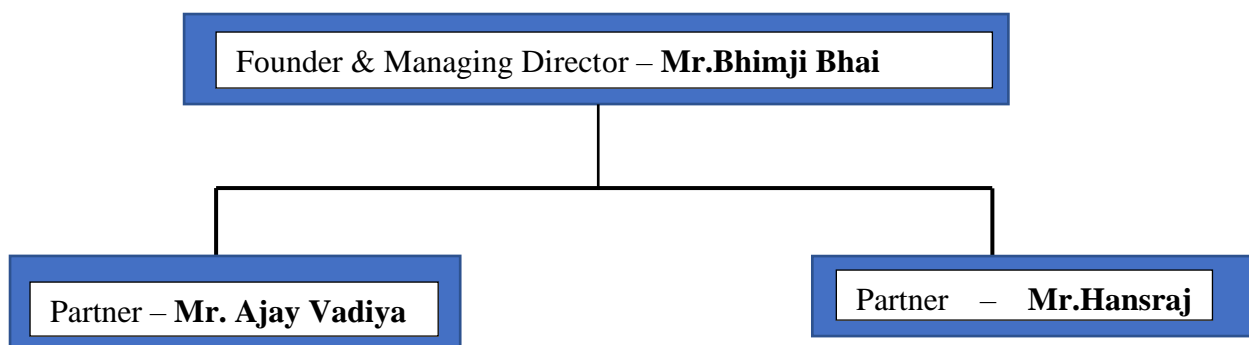 Founder & Managing Director – Mr.Bhimji Bhai
Partner – Mr. Ajay Vadiya
Partner – Mr.Hansraj